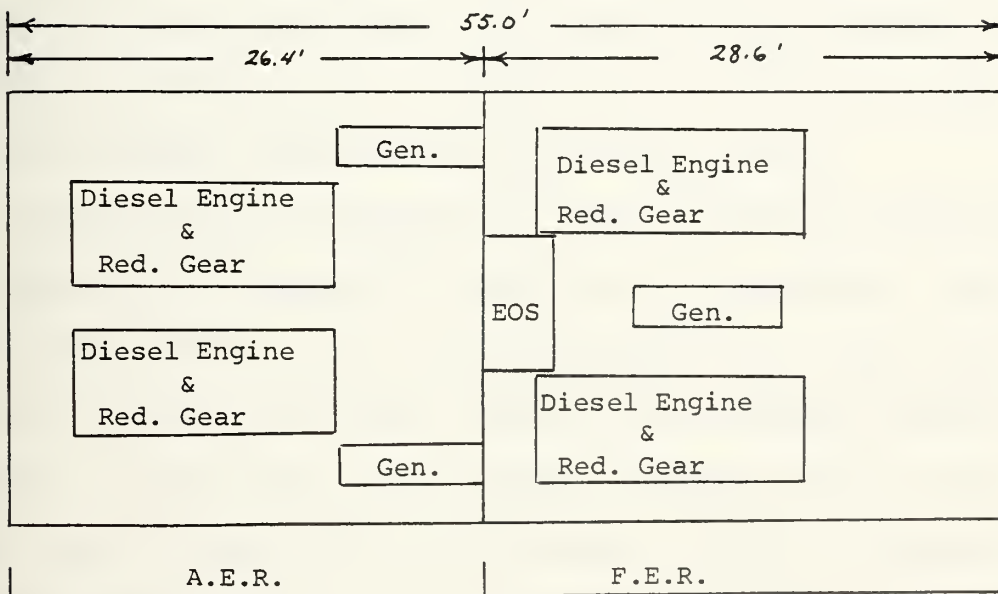 55.0'
26.4'
28.6'
Gen.
Diesel Engine
&
Red. Gear
Diesel Engine
&
Red. Gear
EOS
Gen.
Diesel Engine
&
Red. Gear
Diesel Engine
&
Red. Gear
Gen.
A.E.R.
F.E.R.